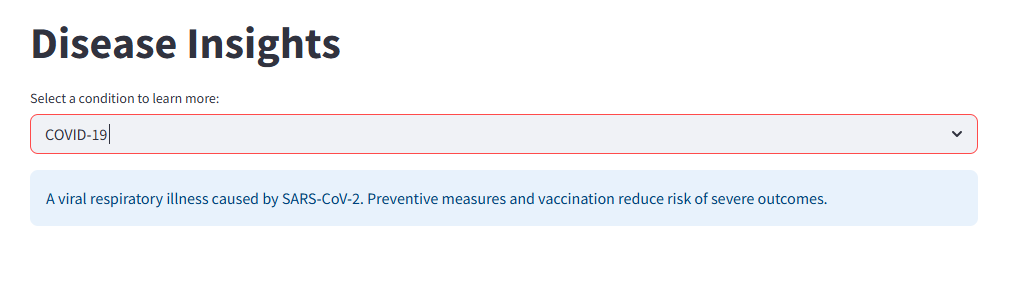 Disease Insights
Select a condition to learn more:
COVID-19
A viral respiratory illness caused by SARS-CoV-2. Preventive measures and vaccination reduce risk of severe outcomes.